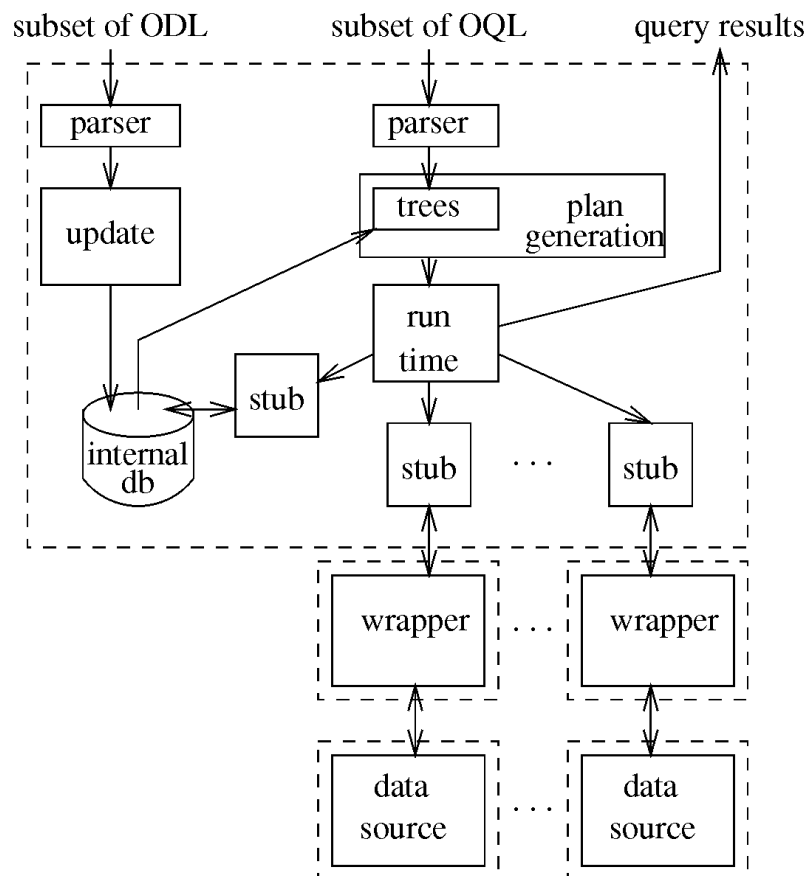 subset of ODL
subset of OQL
query results
parser
parser
update
trees
plan
generation
run
time
stub
internal
db
stub
. . .
stub
wrapper
. . .
wrapper
data
source
. . .
data
source